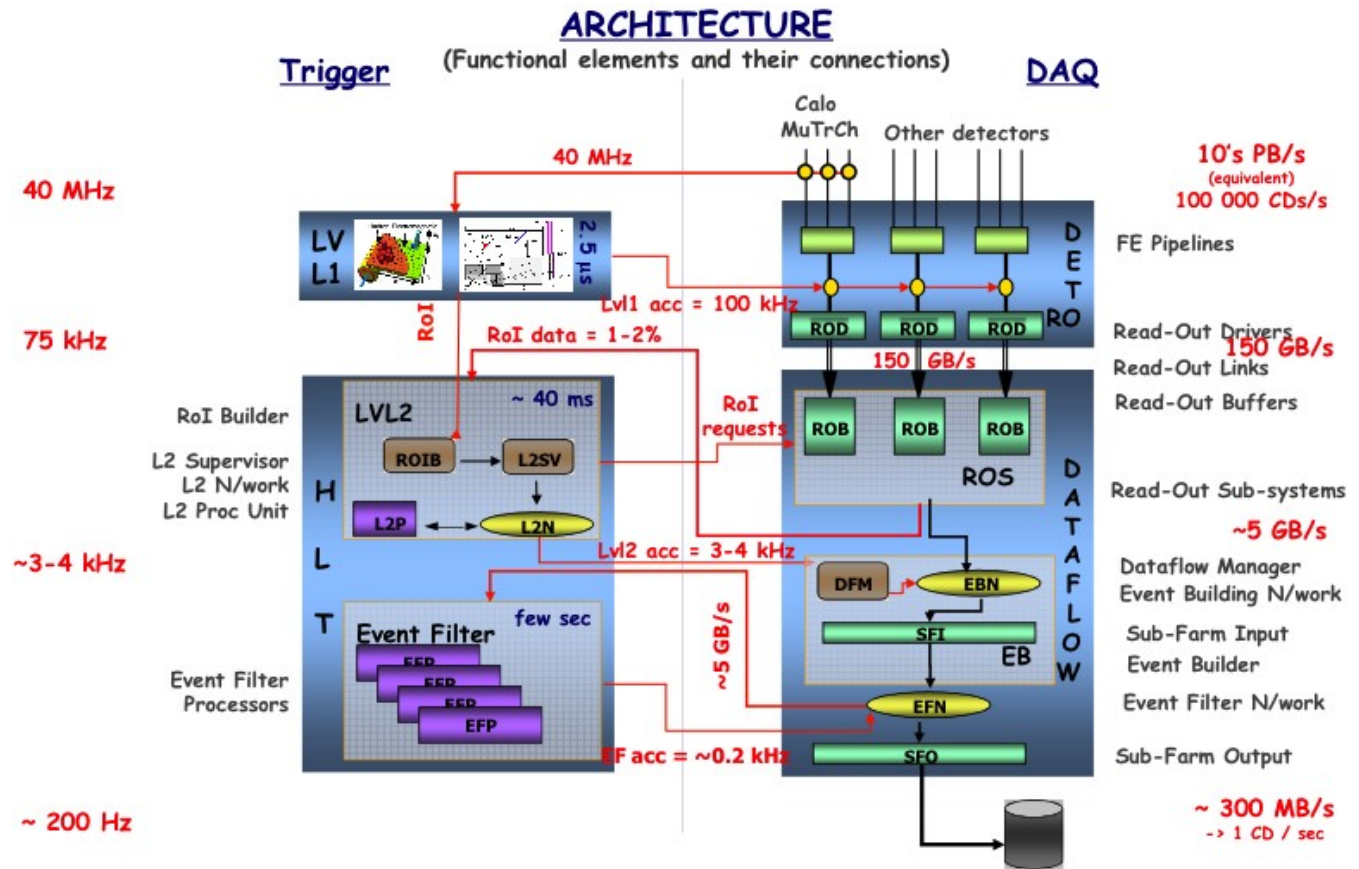 ARCHITECTURE
(Functional elements and their connections)
Trigger
DAQ
Calo
MuTrCh
Other detectors
40 MHz
40 MHz
10's PB/s
(equivalent)
100 000 CDs/s
LV
L1
2.5 μs
DET
RO
FE Pipelines
Lvl1 acc = 100 kHz
RoI
75 kHz
RoI data = 1-2%
ROD
ROD
ROD
Read-Out Drivers
150 GB/s
150 GB/s
Read-Out Links
LVL2
~ 40 ms
RoI Builder
RoI
requests
ROB
ROB
ROB
Read-Out Buffers
ROIB
L2SV
L2 Supervisor
L2 N/work
L2 Proc Unit
ROS
L2P
L2N
HLT
DATAFLOW
Read-Out Sub-systems
~5 GB/s
~3-4 kHz
Lvl2 acc = 3-4 kHz
DFM
EBN
Dataflow Manager
Event Building N/work
few sec
Event Filter
~5 GB/s
SFI
EB
Sub-Farm Input
Event Builder
EFP
EFP
EFP
EFP
Event Filter
Processors
EFN
Event Filter N/work
EF acc = ~0.2 kHz
SFO
Sub-Farm Output
~ 200 Hz
~ 300 MB/s
-> 1 CD / sec